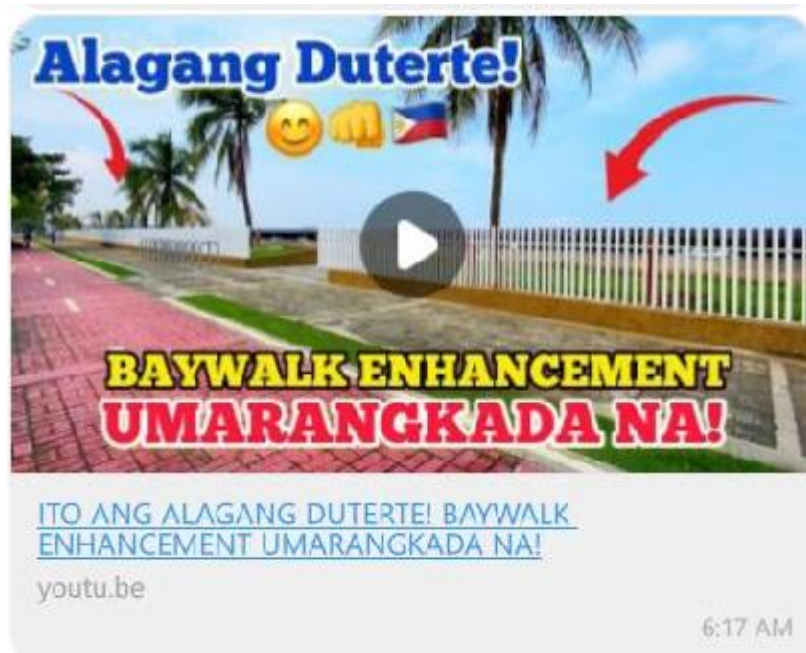 Alagang Duterte!
BAYWALK ENHANCEMENT
UMARANGKADA NA!
ITO ANG ALAGANG DUTERTE! BAYWALK
ENHANCEMENT UMARANGKADA NA!
youtu.be
6:17 AM